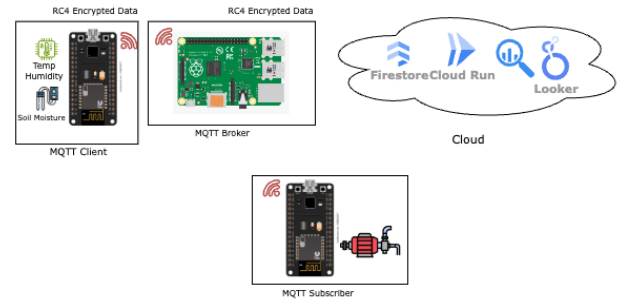 RC4 Encrypted Data
RC4 Encrypted Data
Temp
Humidity
Soil Moisture
MQTT Client
MQTT Broker
Firestore
Cloud Run
Looker
Cloud
MQTT Subscriber